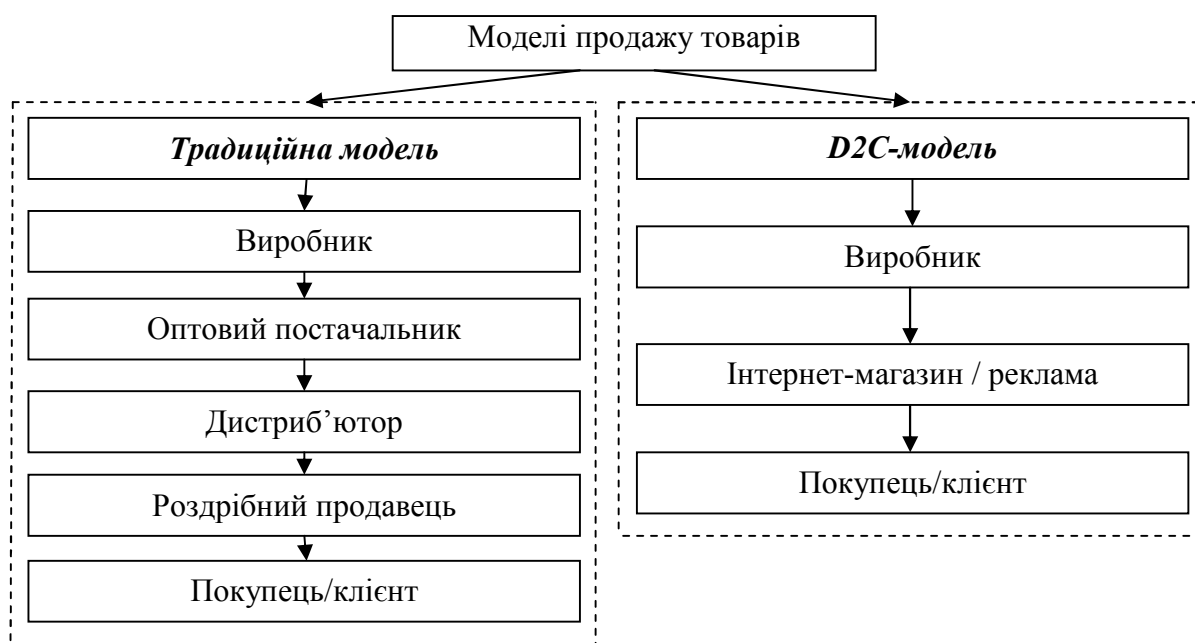 Моделі продажу товарів
Традиційна модель
Виробник
Оптовий постачальник
Дистриб’ютор
Роздрібний продавець
Покупець/клієнт
D2C-модель
Виробник
Інтернет-магазин / реклама
Покупець/клієнт